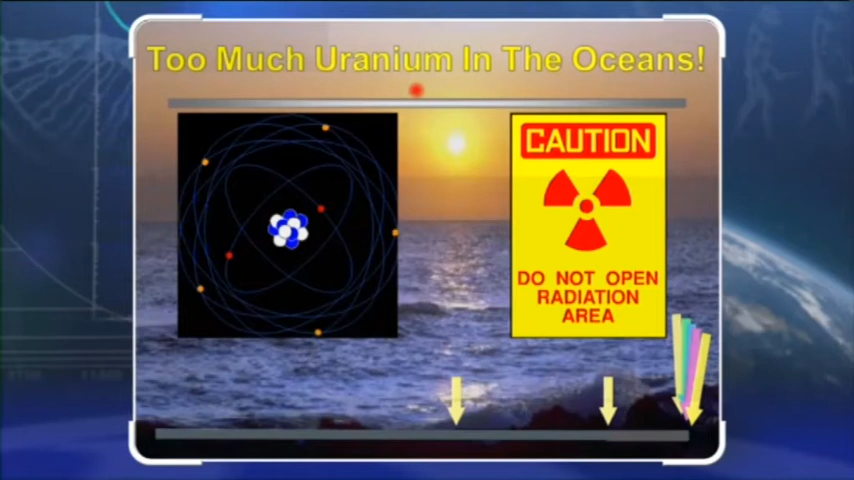 Too Much Uranium In The Oceans!
CAUTION
DO NOT OPEN
RADIATION
AREA